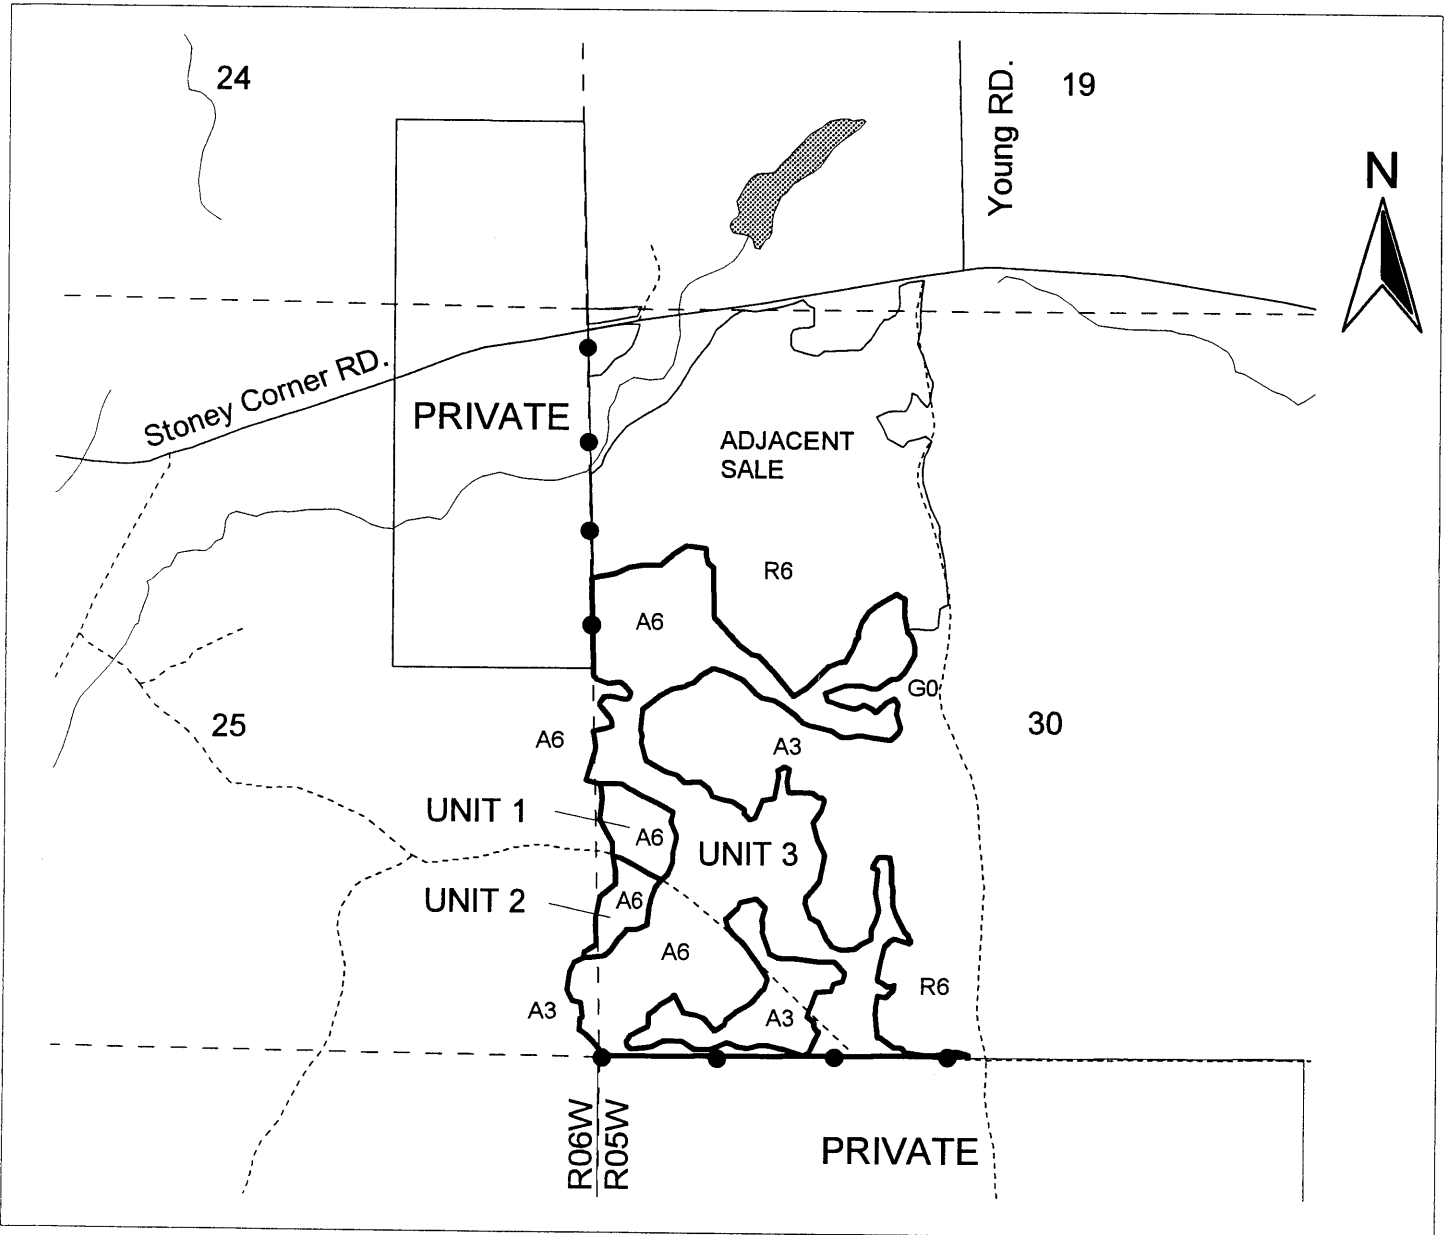 24
19
Young RD.
N
Stoney Corner RD.
PRIVATE
ADJACENT
SALE
R6
A6
G0
25
30
A6
A3
UNIT 1
A6
UNIT 3
UNIT 2
A6
A6
R6
A3
A3
R06W
R05W
PRIVATE